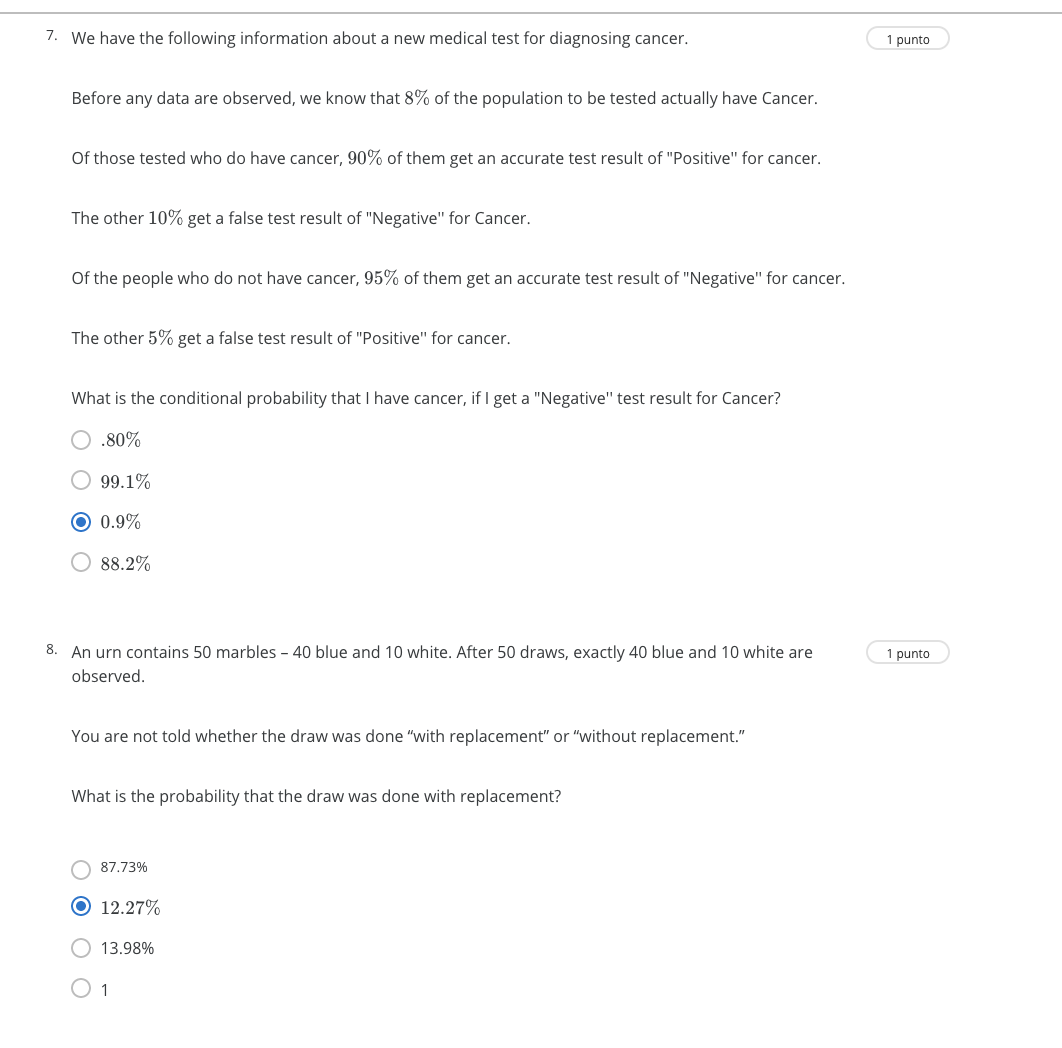 7. We have the following information about a new medical test for diagnosing cancer.
1 punto
Before any data are observed, we know that 8% of the population to be tested actually have Cancer.
Of those tested who do have cancer, 90% of them get an accurate test result of "Positive'' for cancer.
The other 10% get a false test result of "Negative'' for Cancer.
Of the people who do not have cancer, 95% of them get an accurate test result of "Negative'' for cancer.
The other 5% get a false test result of "Positive'' for cancer.
What is the conditional probability that I have cancer, if I get a "Negative'' test result for Cancer?
.80%
99.1%
0.9%
88.2%
8. An urn contains 50 marbles – 40 blue and 10 white. After 50 draws, exactly 40 blue and 10 white are
1 punto
observed.
You are not told whether the draw was done “with replacement” or “without replacement.”
What is the probability that the draw was done with replacement?
87.73%
12.27%
13.98%
1